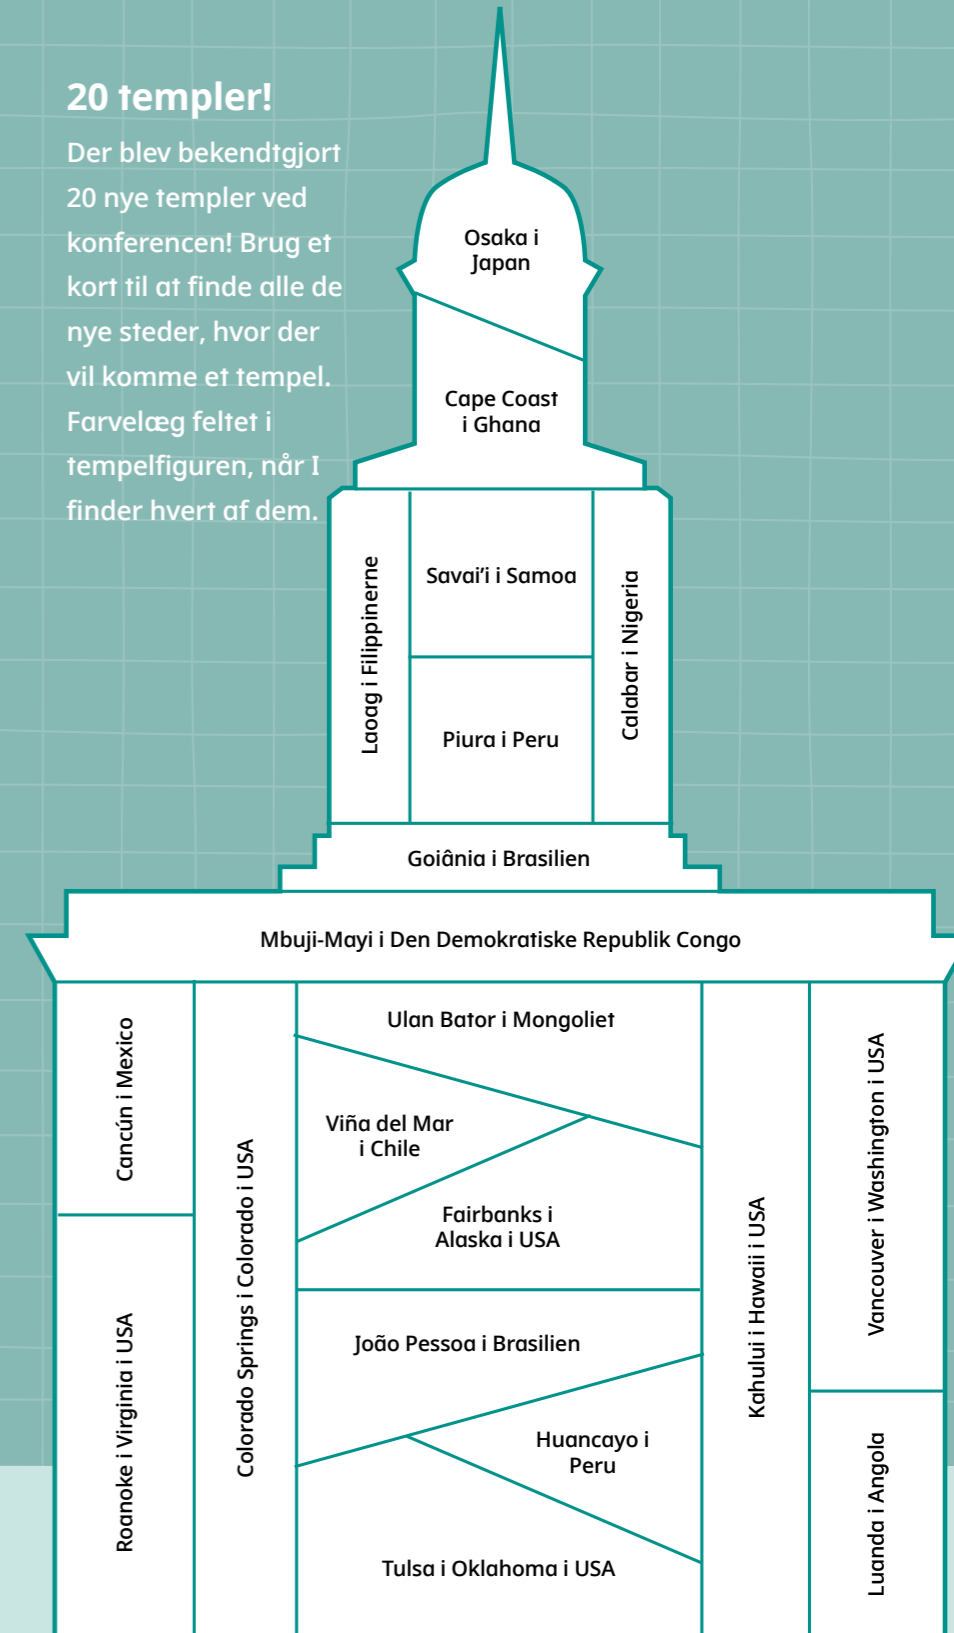 20 templer!
Der blev bekendtgjort
20 nye templer ved
konferencen! Brug et
kort til at finde alle de
nye steder, hvor der
vil komme et tempel.
Farvelæg feltet i
tempelfiguren, når I
finder hvert af dem.
Osaka i
Japan
Cape Coast
i Ghana
Laoag i Filippinerne
Savai’i i Samoa
Piura i Peru
Calabar i Nigeria
Goiânia i Brasilien
Mbuji-Mayi i Den Demokratiske Republik Congo
Cancún i Mexico
Roanoke i Virginia i USA
Colorado Springs i Colorado i USA
Ulan Bator i Mongoliet
Viña del Mar
i Chile
Fairbanks i
Alaska i USA
João Pessoa i Brasilien
Huancayo i
Peru
Tulsa i Oklahoma i USA
Kahului i Hawaii i USA
Vancouver i Washington i USA
Luanda i Angola